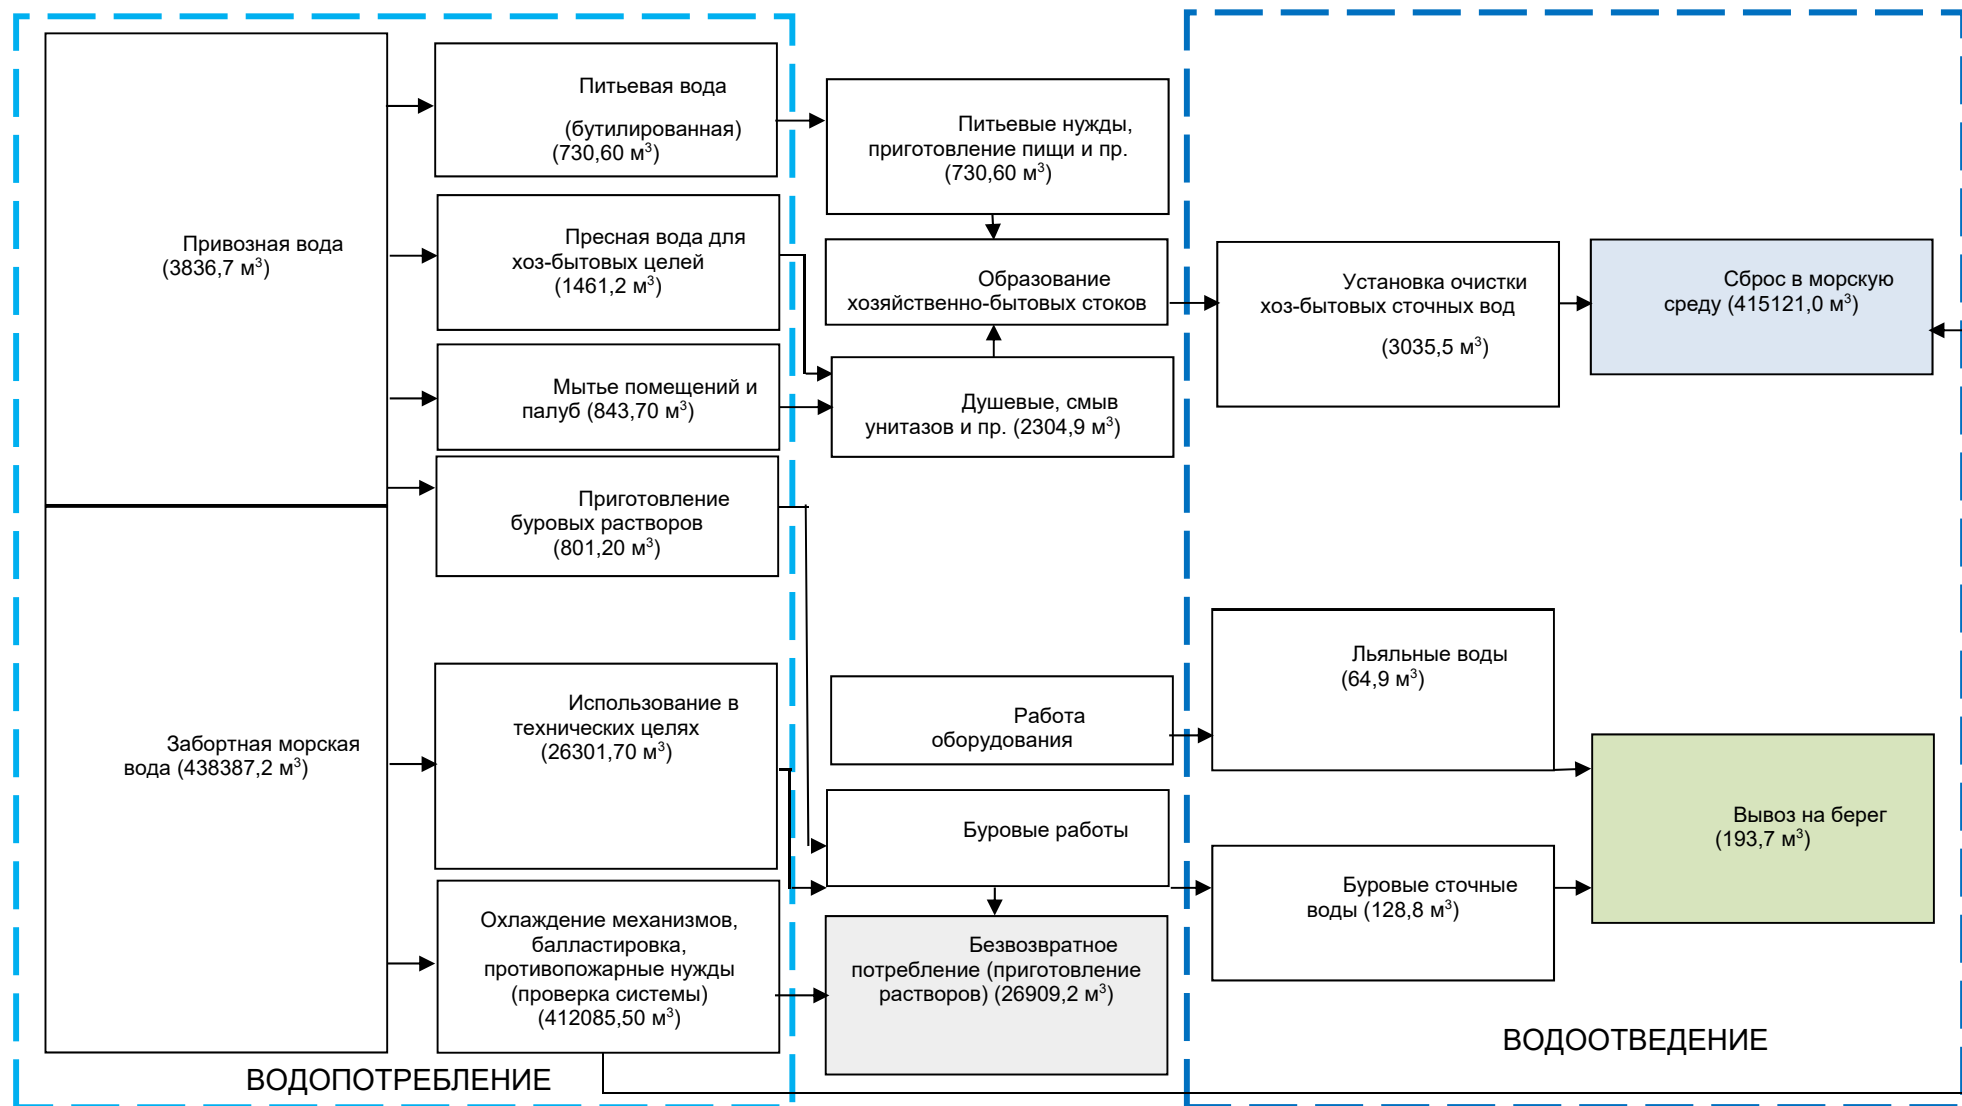 Привозная вода
(3836,7 м³)
Забортная морская
вода (438387,2 м³)
Питьевая вода
(бутилированная)
(730,60 м³)
Пресная вода для
хоз-бытовых целей
(1461,2 м³)
Мытье помещений и
палуб (843,70 м³)
Приготовление
буровых растворов
(801,20 м³)
Использование в
технических целях
(26301,70 м³)
Охлаждение механизмов,
балластировка,
противопожарные нужды
(проверка системы)
(412085,50 м³)
ВОДОПОТРЕБЛЕНИЕ
Питьевые нужды,
приготовление пищи и пр.
(730,60 м³)
Образование
хозяйственно-бытовых стоков
Душевые, смыв
унитазов и пр. (2304,9 м³)
Работа
оборудования
Буровые работы
Безвозвратное
потребление (приготовление
растворов) (26909,2 м³)
Установка очистки
хоз-бытовых сточных вод
(3035,5 м³)
Льяльные воды
(64,9 м³)
Буровые сточные
воды (128,8 м³)
Сброс в морскую
среду (415121,0 м³)
Вывоз на берег
(193,7 м³)
ВОДООТВЕДЕНИЕ